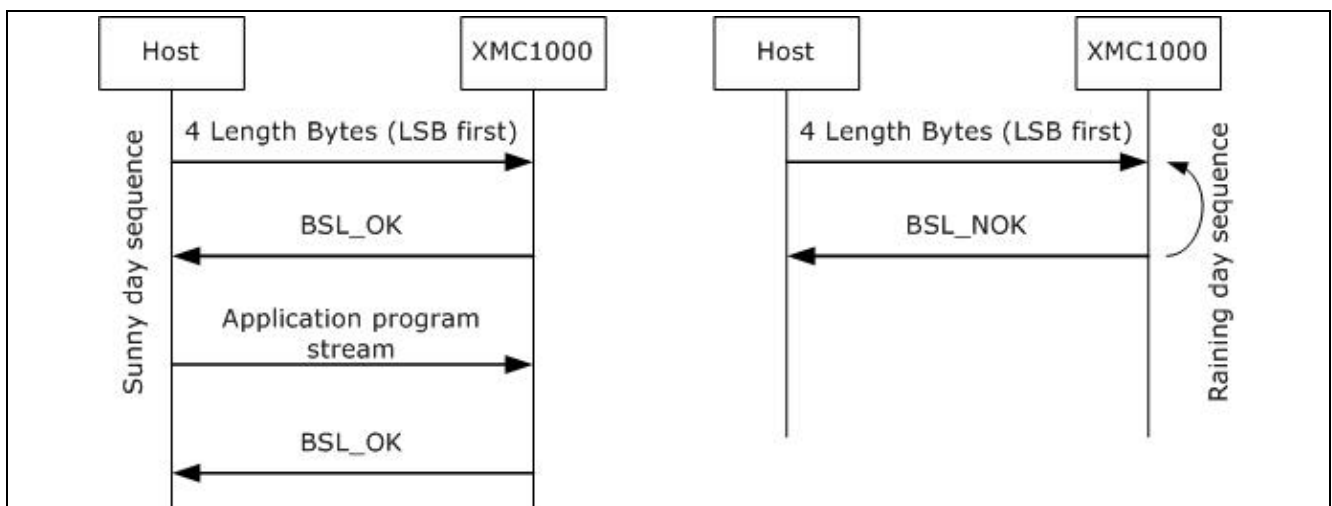 Host
XMC1000
4 Length Bytes (LSB first)
BSL_OK
Application program
stream
BSL_OK
Sunny day sequence
Host
XMC1000
4 Length Bytes (LSB first)
BSL_NOK
Raining day sequence